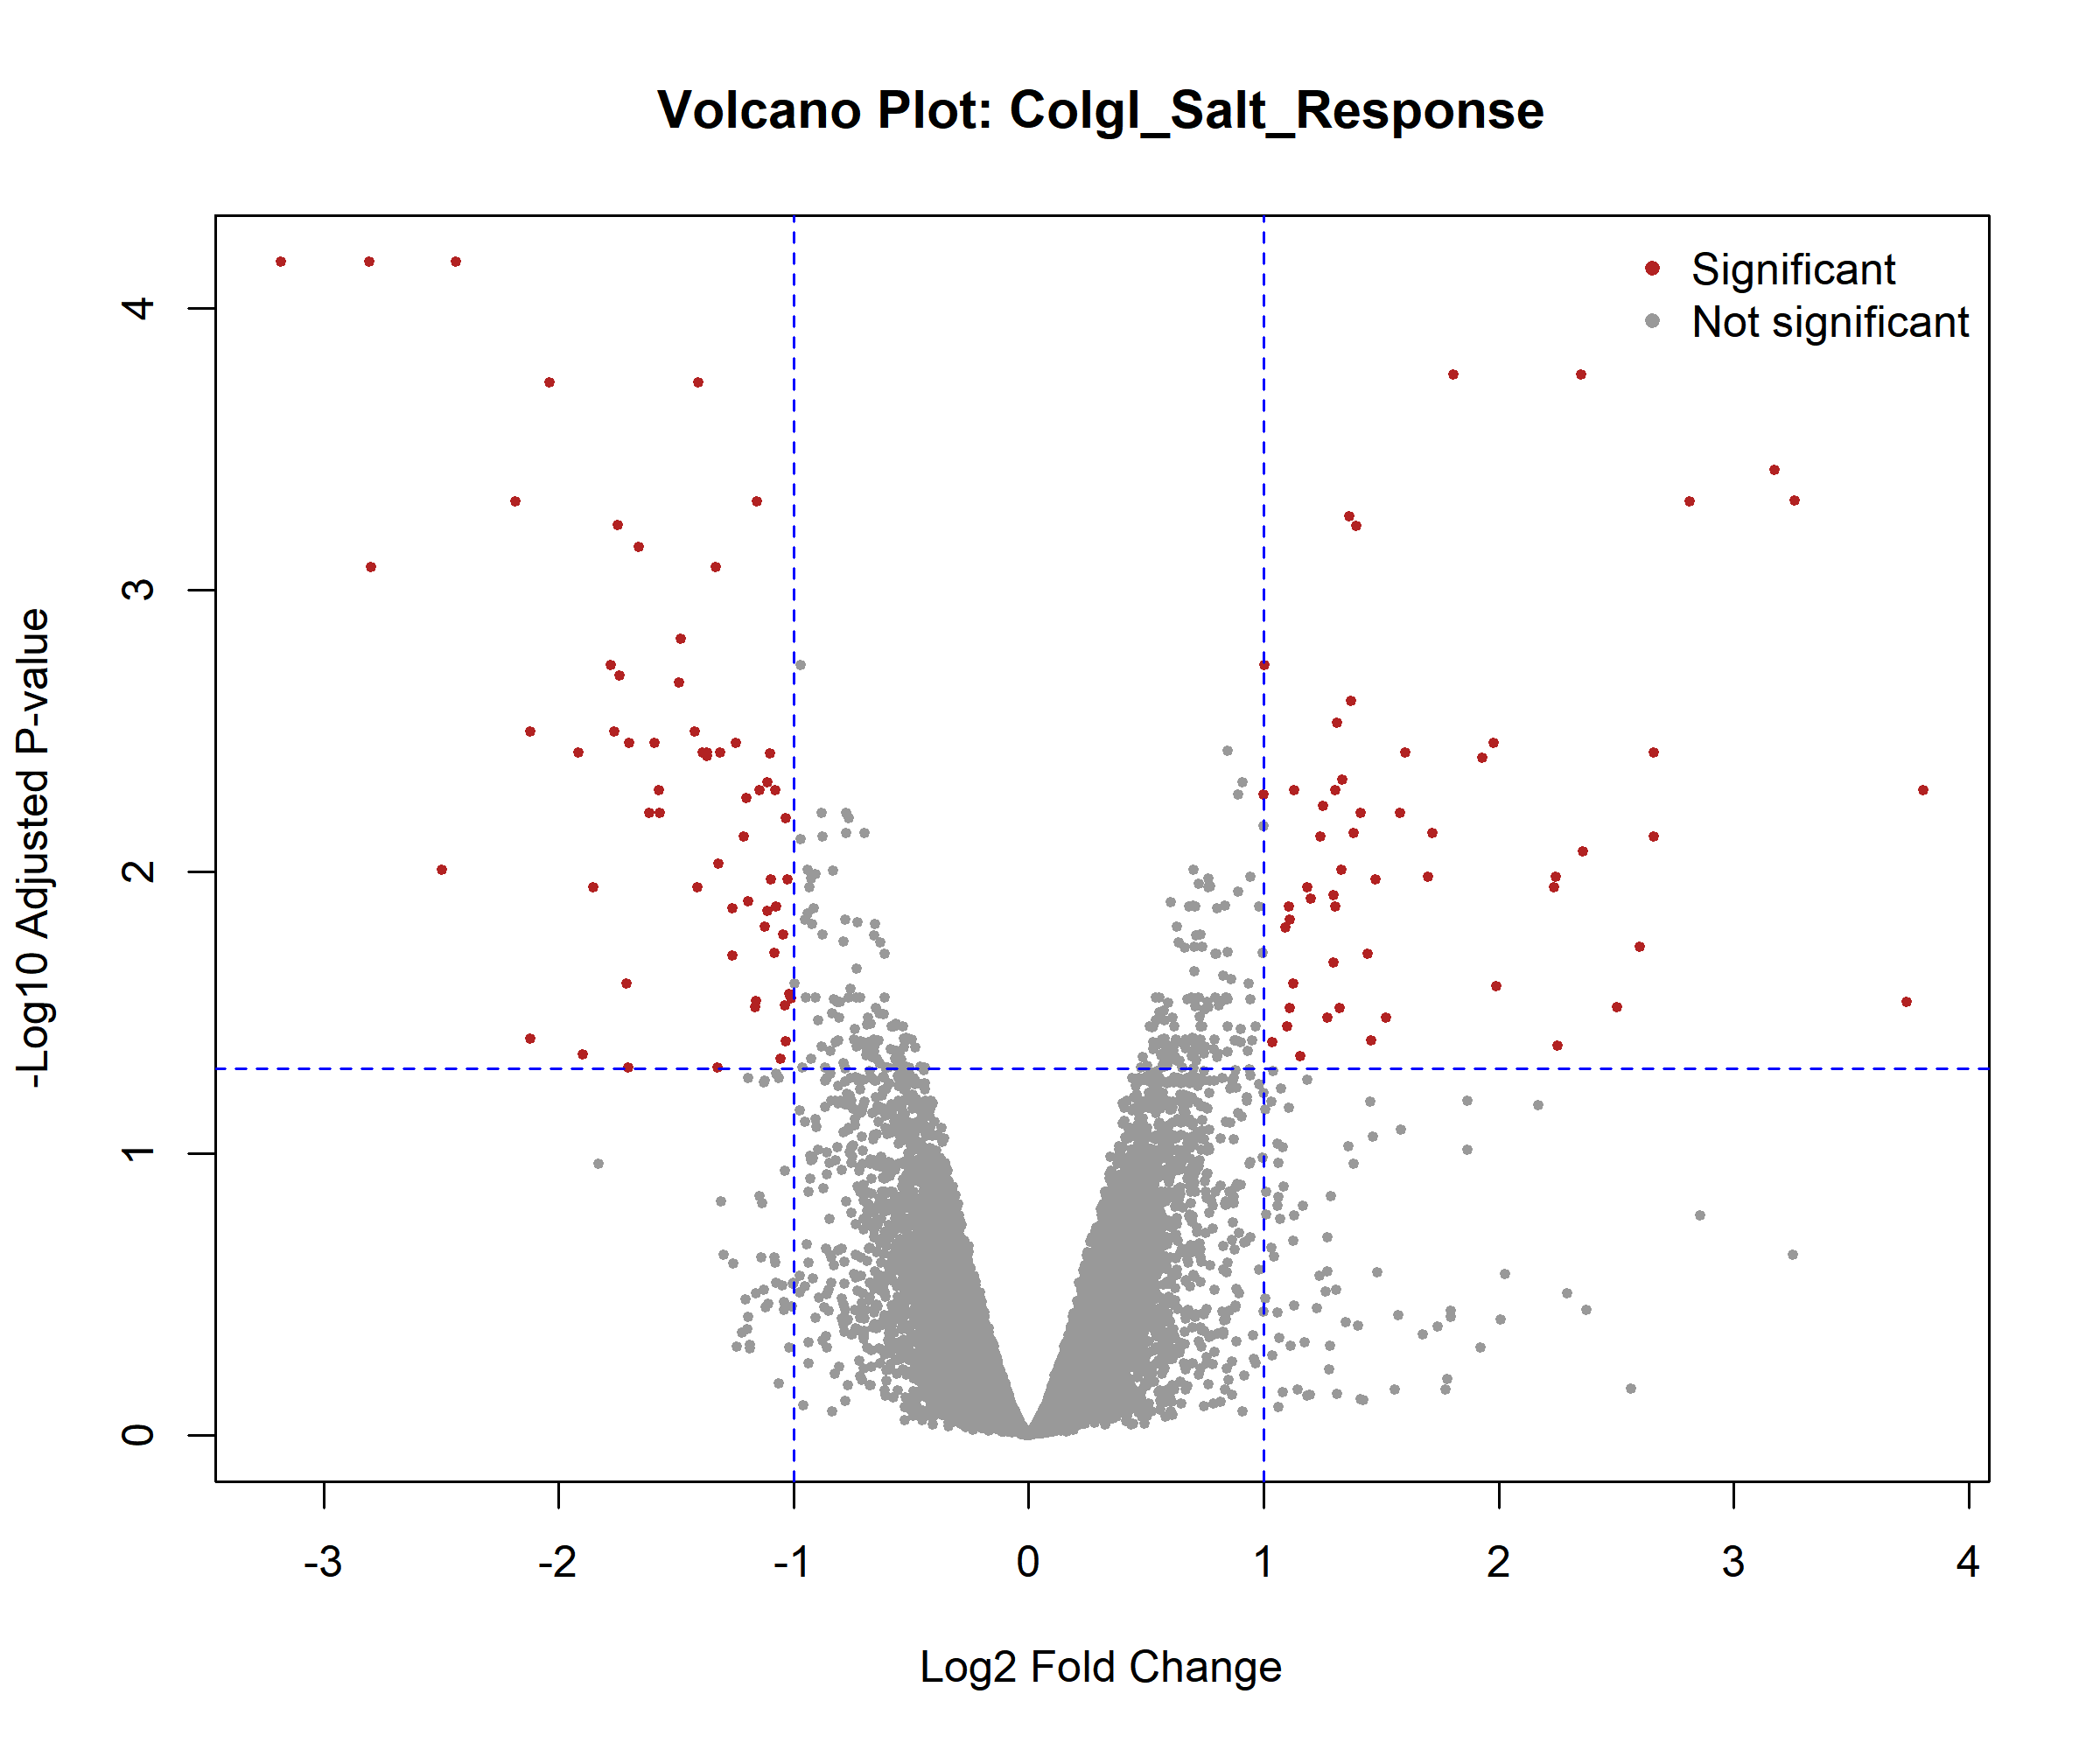 Volcano Plot: Colgl_Salt_Response
Significant
Not significant
-Log10 Adjusted P-value
4
3
2
1
0
-3 -2 -1 0 1 2 3 4
Log2 Fold Change